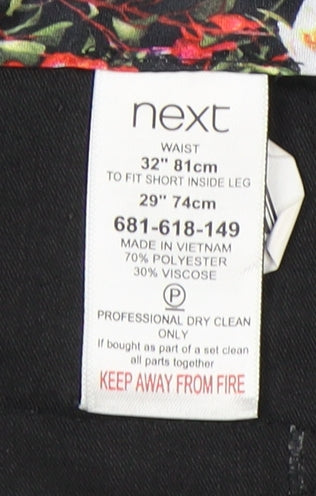 next
WAIST
32" 81cm
TO FIT SHORT INSIDE LEG
29" 74cm
681-618-149
MADE IN VIETNAM
70% POLYESTER
30% VISCOSE
P
PROFESSIONAL DRY CLEAN
ONLY
If bought as part of a set clean
all parts together
KEEP AWAY FROM FIRE